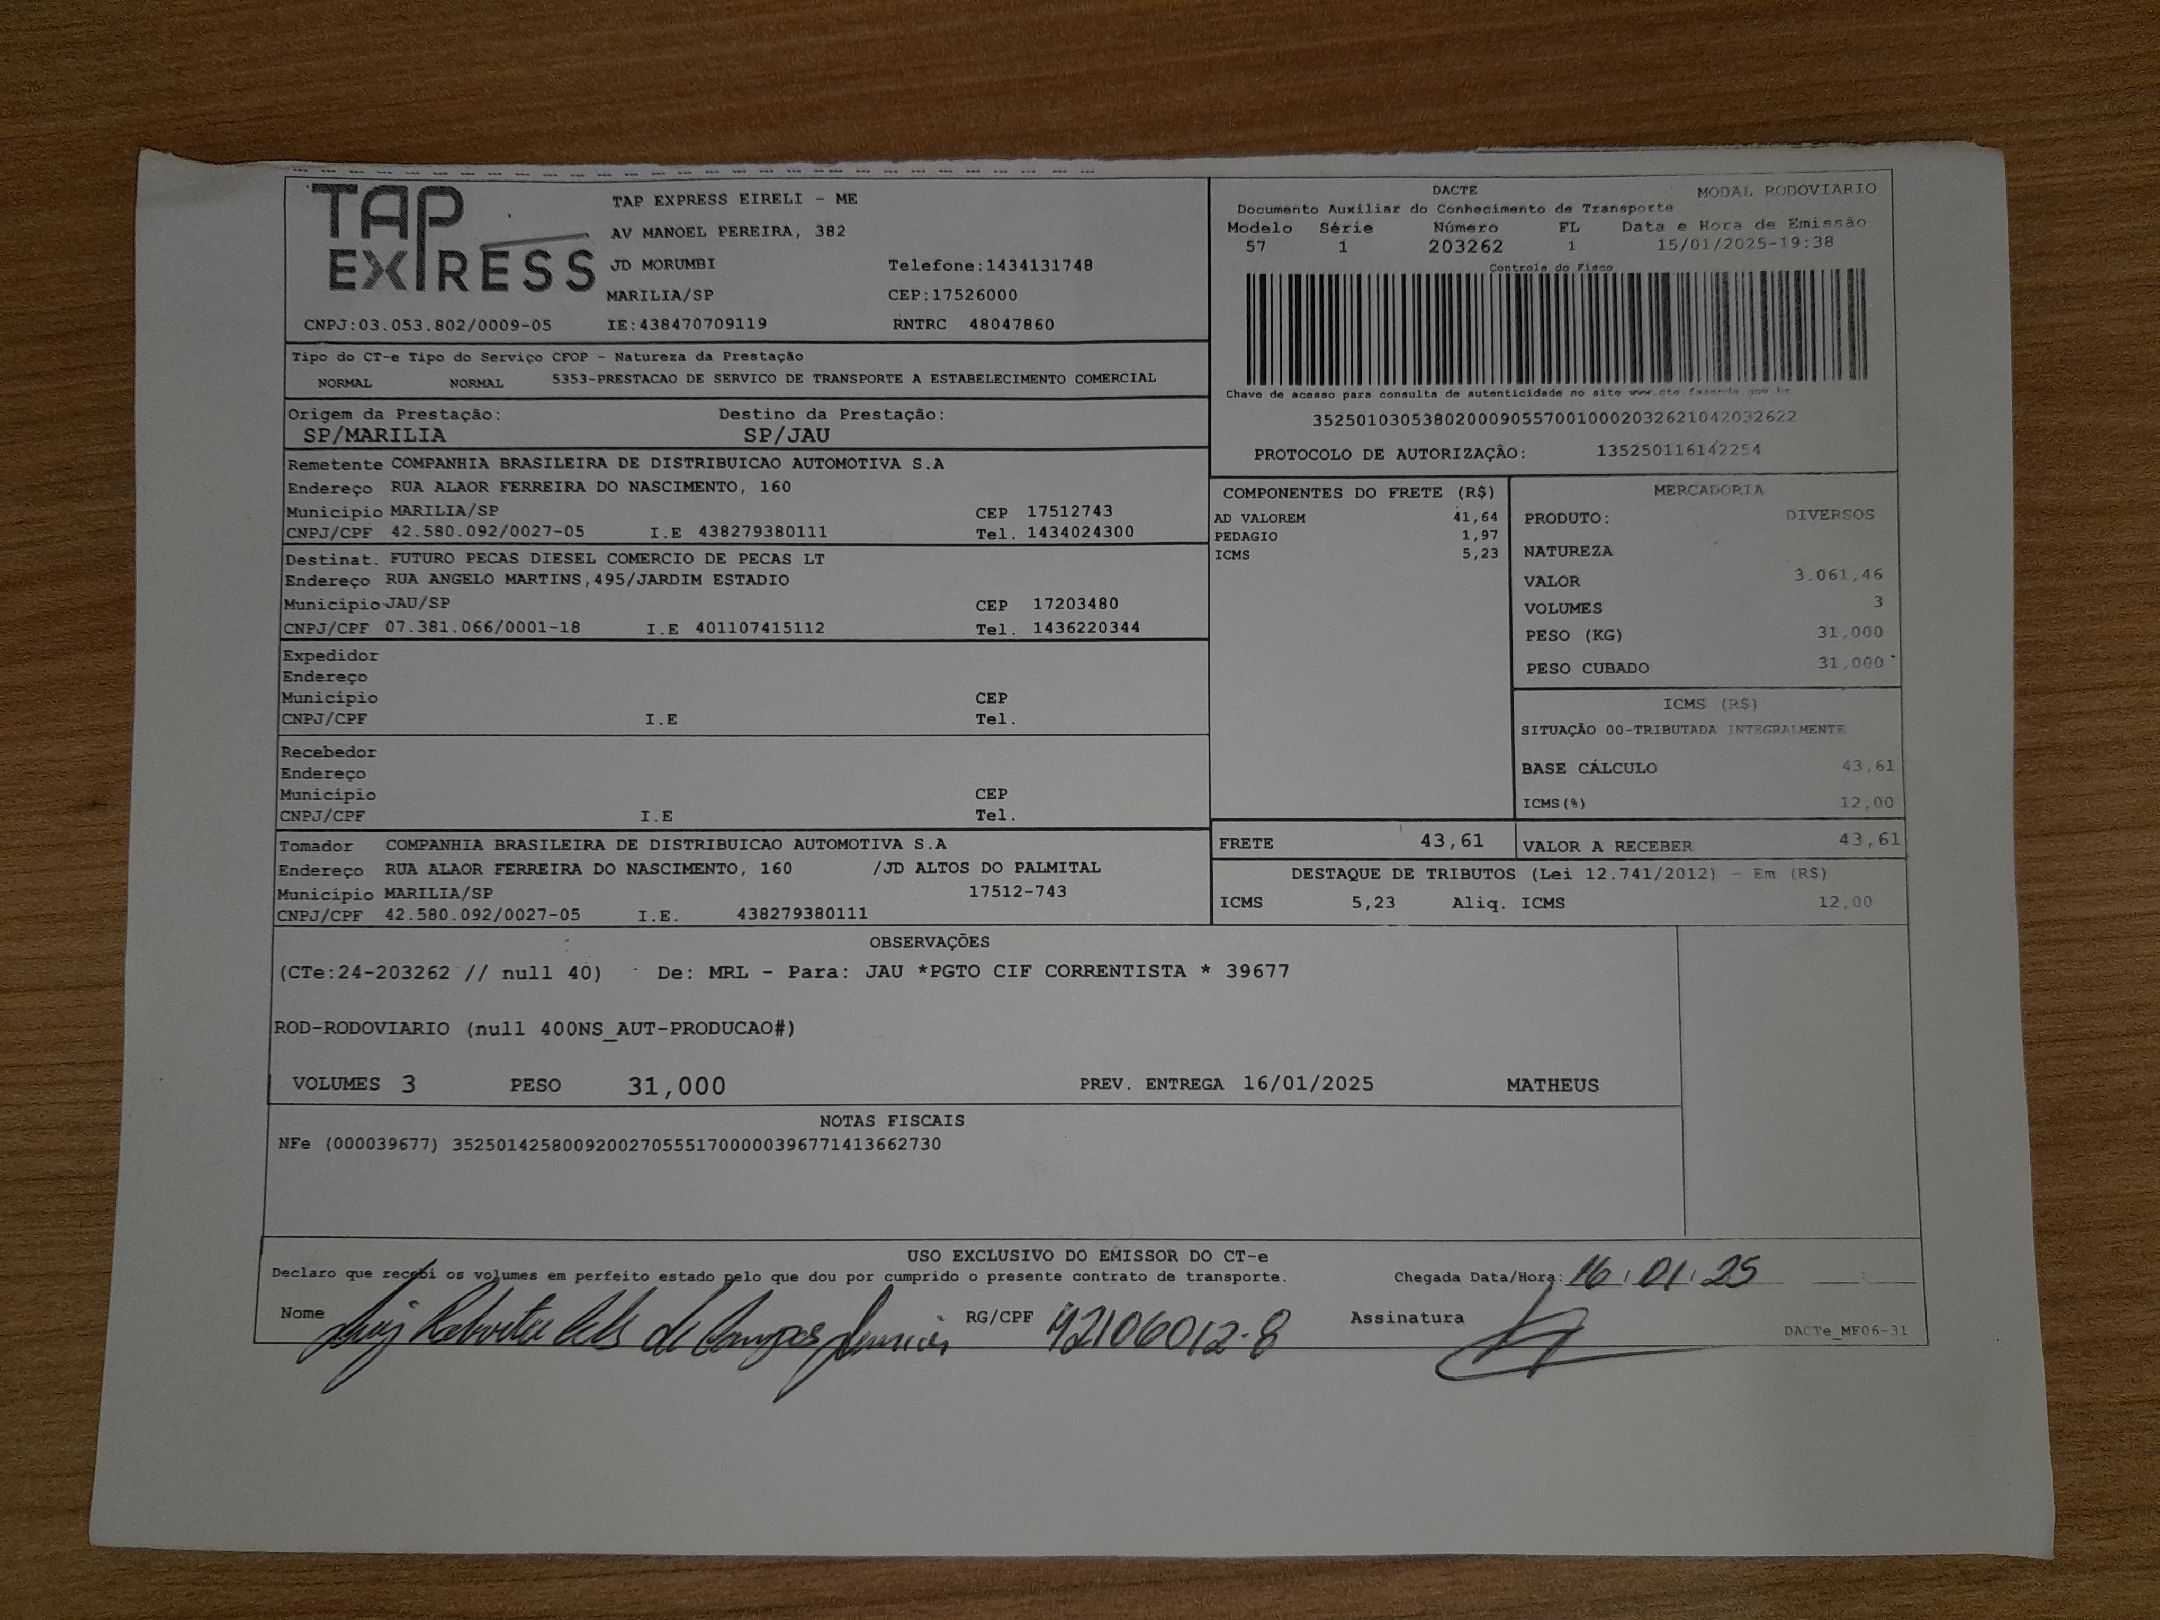 TAP EXPRESS
TAP EXPRESS EIRELI - ME
AV MANOEL PEREIRA, 382
JD MORUMBI Telefone:1434131748
MARILIA/SP CEP:17526000
CNPJ:03.053.802/0009-05 IE:438470709119 RNTRC 48047860
DACTE MODAL RODOVIÁRIO
Documento Auxiliar do Conhecimento de Transporte
Modelo Série Número FL Data e Hora de Emissão
57 1 203262 1 15/01/2025-19:38
Controle do Fisco
Chave de acesso para consulta de autenticidade no site www.cte.fazenda.gov.br
35250103053802000905570010002032621042032622
PROTOCOLO DE AUTORIZAÇÃO: 135250116142254
Tipo do CT-e Tipo do Serviço CFOP - Natureza da Prestação
NORMAL NORMAL 5353-PRESTACAO DE SERVICO DE TRANSPORTE A ESTABELECIMENTO COMERCIAL
Origem da Prestação: Destino da Prestação:
SP/MARILIA SP/JAU
Remetente COMPANHIA BRASILEIRA DE DISTRIBUICAO AUTOMOTIVA S.A
Endereço RUA ALAOR FERREIRA DO NASCIMENTO, 160
Município MARILIA/SP CEP 17512743
CNPJ/CPF 42.580.092/0027-05 I.E 438279380111 Tel. 1434024300
Destinat. FUTURO PECAS DIESEL COMERCIO DE PECAS LT
Endereço RUA ANGELO MARTINS,495/JARDIM ESTADIO
Município JAU/SP CEP 17203480
CNPJ/CPF 07.381.066/0001-18 I.E 401107415112 Tel. 1436220344
Expedidor
Endereço
Município CEP
CNPJ/CPF I.E Tel.
Recebedor
Endereço
Município CEP
CNPJ/CPF I.E Tel.
Tomador COMPANHIA BRASILEIRA DE DISTRIBUICAO AUTOMOTIVA S.A
Endereço RUA ALAOR FERREIRA DO NASCIMENTO, 160 /JD ALTOS DO PALMITAL
Município MARILIA/SP 17512-743
CNPJ/CPF 42.580.092/0027-05 I.E. 438279380111
COMPONENTES DO FRETE (R$)
AD VALOREM 41,64
PEDAGIO 1,97
ICMS 5,23
MERCADORIA
PRODUTO: DIVERSOS
NATUREZA
VALOR 3.061,46
VOLUMES 3
PESO (KG) 31,000
PESO CUBADO 31,000
ICMS (R$)
SITUAÇÃO 00-TRIBUTADA INTEGRALMENTE
BASE CÁLCULO 43,61
ICMS(%) 12,00
FRETE 43,61 VALOR A RECEBER 43,61
DESTAQUE DE TRIBUTOS (Lei 12.741/2012) - Em (R$)
ICMS 5,23 Aliq. ICMS 12,00
OBSERVAÇÕES
(CTe:24-203262 // null 40) De: MRL - Para: JAU *PGTO CIF CORRENTISTA * 39677
ROD-RODOVIARIO (null 400NS_AUT-PRODUCAO#)
VOLUMES 3 PESO 31,000 PREV. ENTREGA 16/01/2025 MATHEUS
NOTAS FISCAIS
NFe (000039677) 35250142580092002705551700000396771413662730
USO EXCLUSIVO DO EMISSOR DO CT-e
Declaro que recebi os volumes em perfeito estado pelo que dou por cumprido o presente contrato de transporte. Chegada Data/Hora: 16/01/25
Nome Luiz de Campos Junior RG/CPF 42106012-8 Assinatura
DACTe_MF06-31